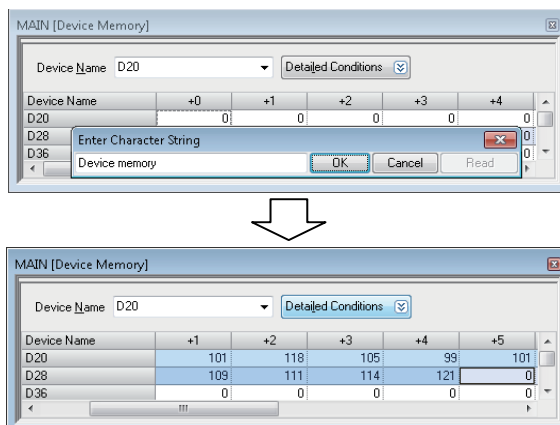 MAIN [Device Memory]
Device Name D20 Detailed Conditions
Device Name +0 +1 +2 +3 +4
D20 0 0 0 0 0
D28 0
Enter Character String
D36 0
Device memory OK Cancel Read
MAIN [Device Memory]
Device Name D20 Detailed Conditions
Device Name +1 +2 +3 +4 +5
D20 101 118 105 99 101
D28 109 111 114 121 0
D36 0 0 0 0 0